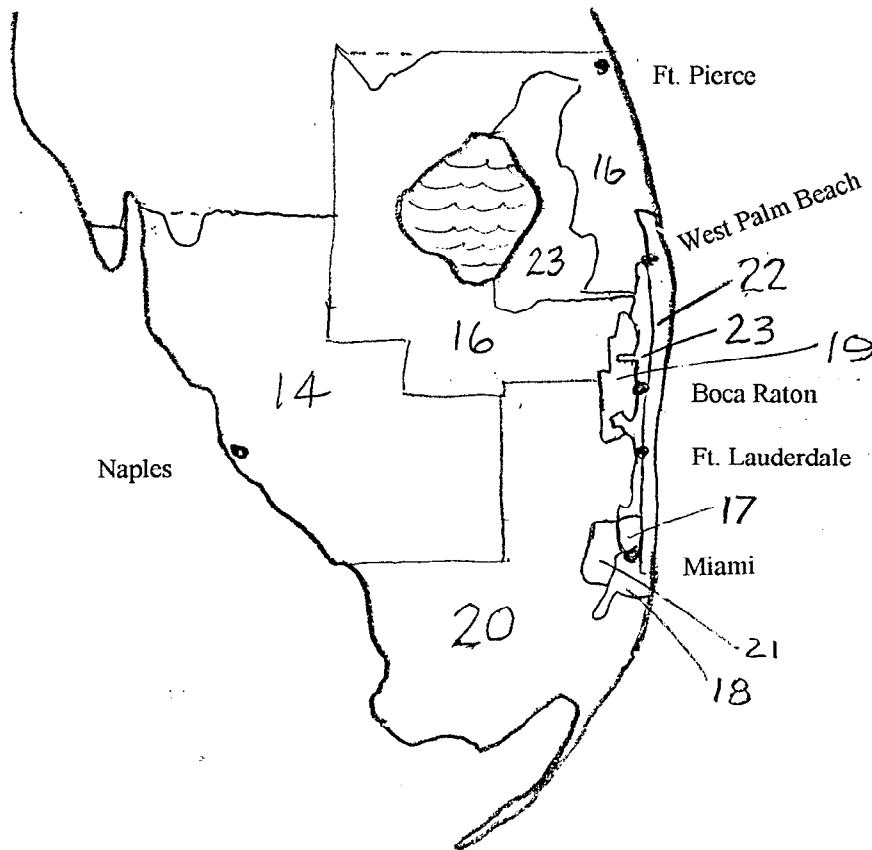 Ft. Pierce
16
West Palm Beach
22
23
23
16
19
14
Boca Raton
Naples
Ft. Lauderdale
17
Miami
20
21
18